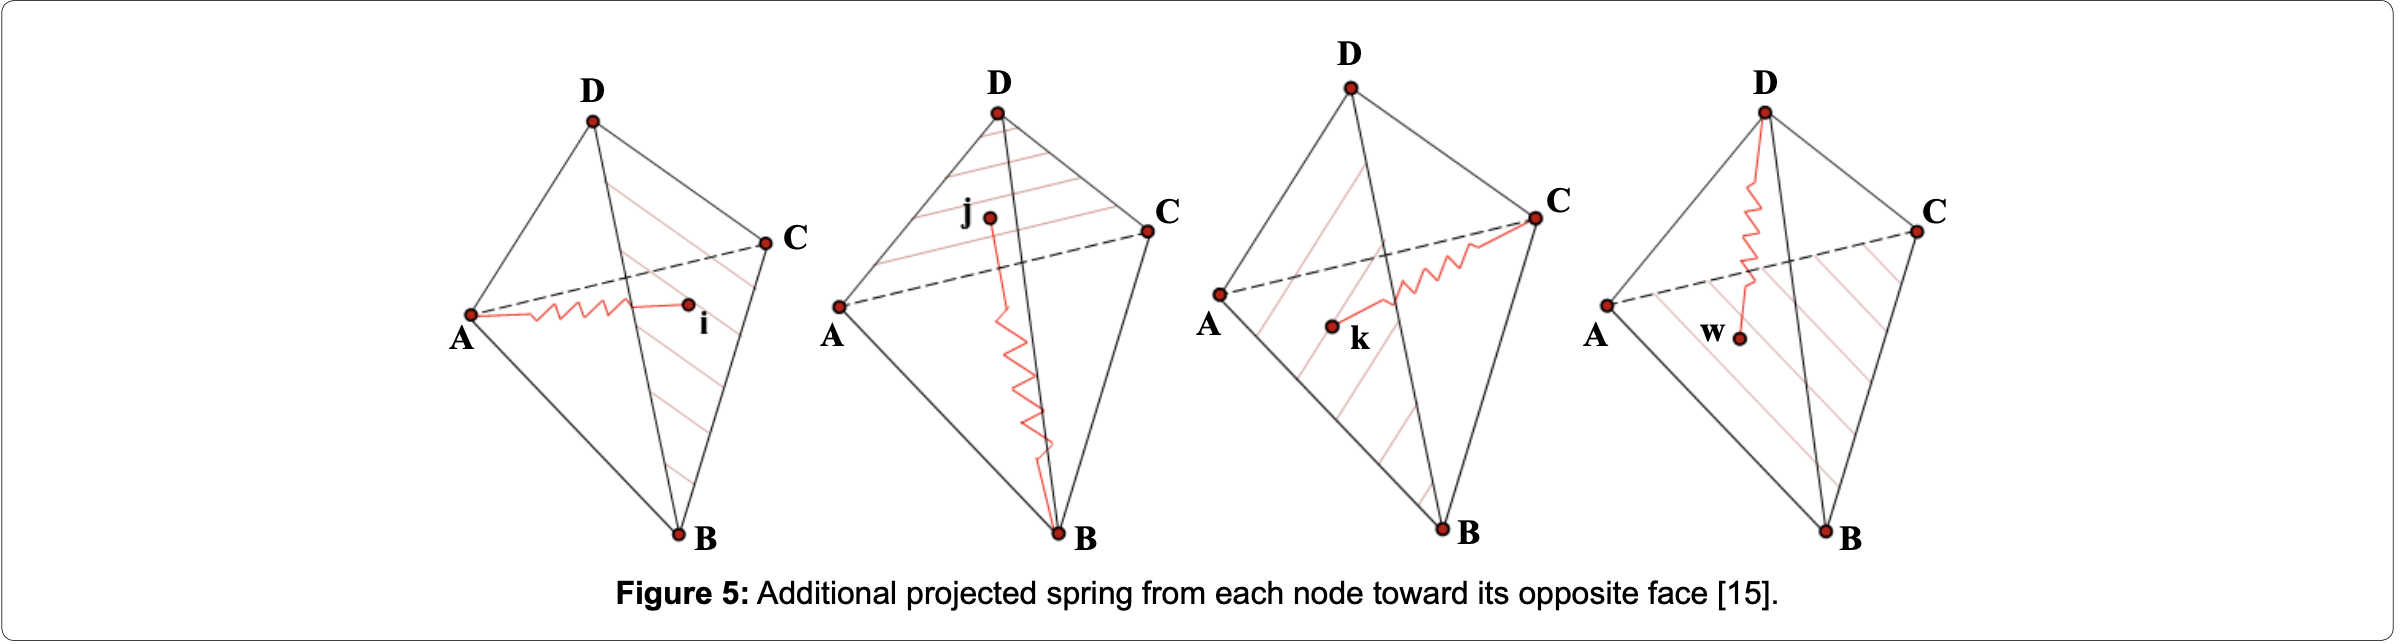 D
C
A
i
B
D
j
C
A
B
D
C
A
k
B
D
C
A
w
B
Figure 5: Additional projected spring from each node toward its opposite face [15].